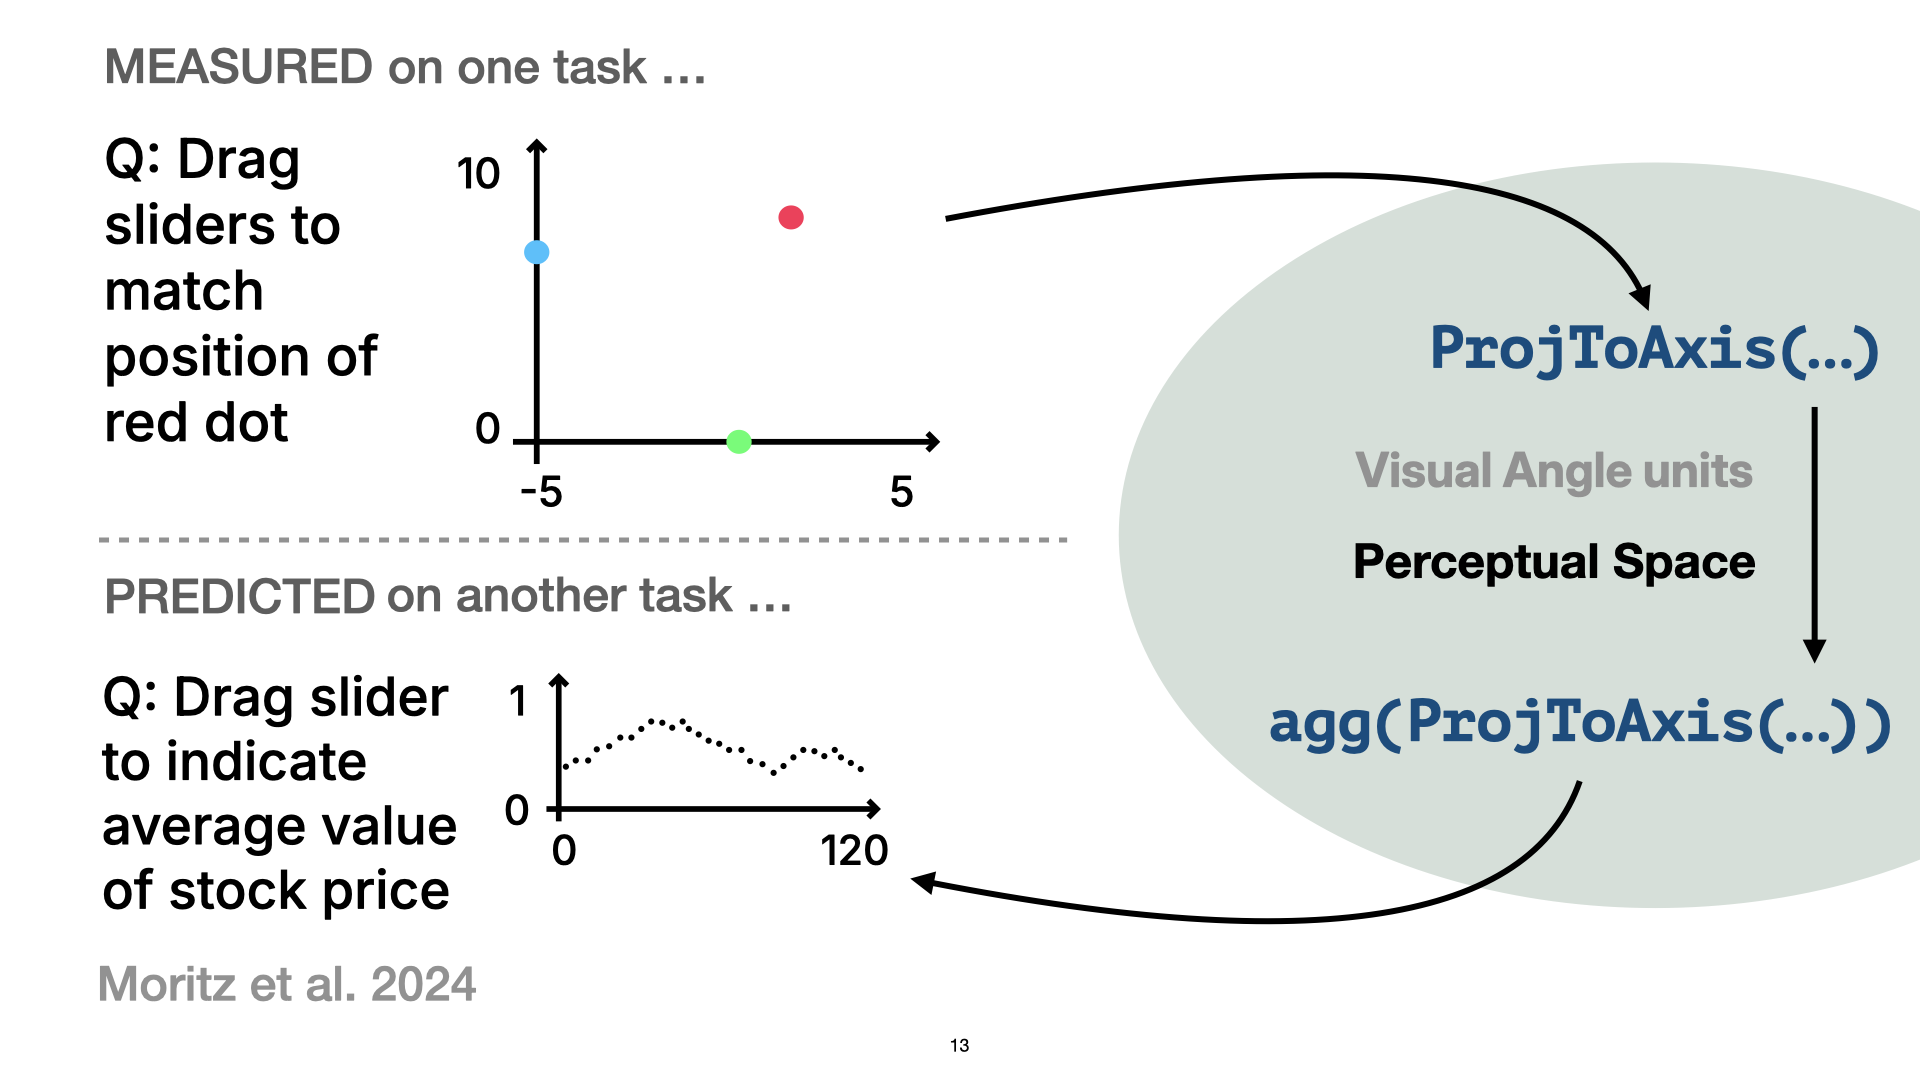 MEASURED on one task …
Q: Drag
sliders to
match
position of
red dot
10
0
-5
5
ProjToAxis(…)
Visual Angle units
Perceptual Space
agg(ProjToAxis(…))
PREDICTED on another task …
Q: Drag slider
to indicate
average value
of stock price
1
0
0
120
Moritz et al. 2024
13